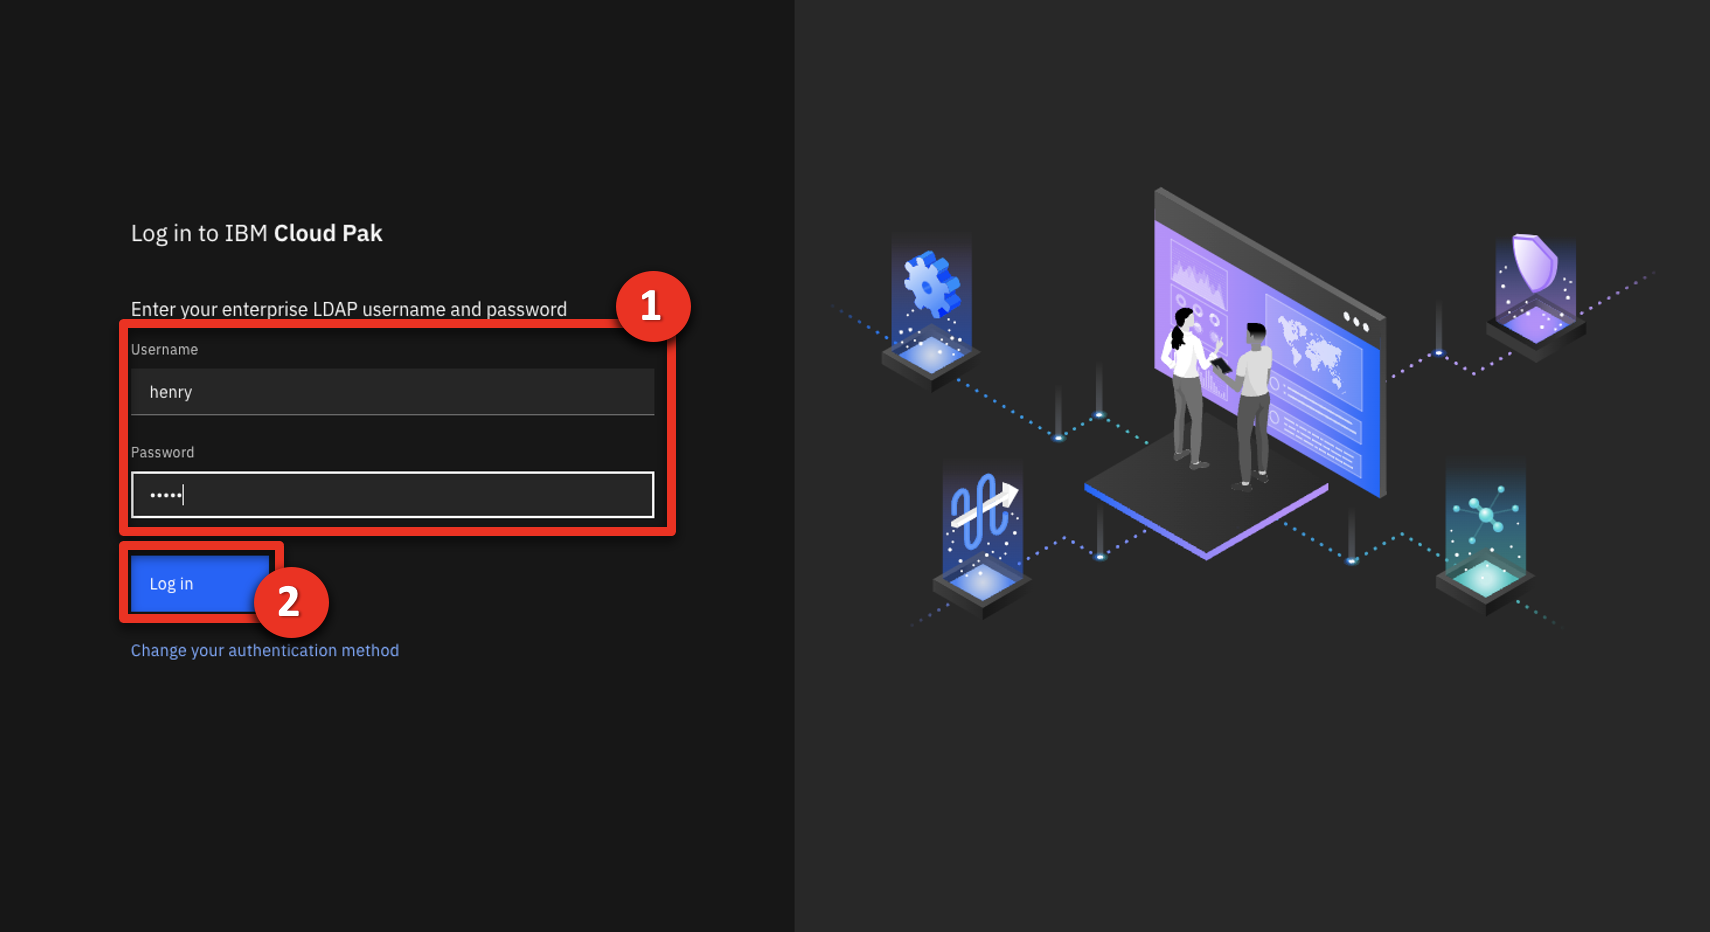 Log in to IBM Cloud Pak
Enter your enterprise LDAP username and password
1
Username
henry
Password
•••••
Log in
2
Change your authentication method